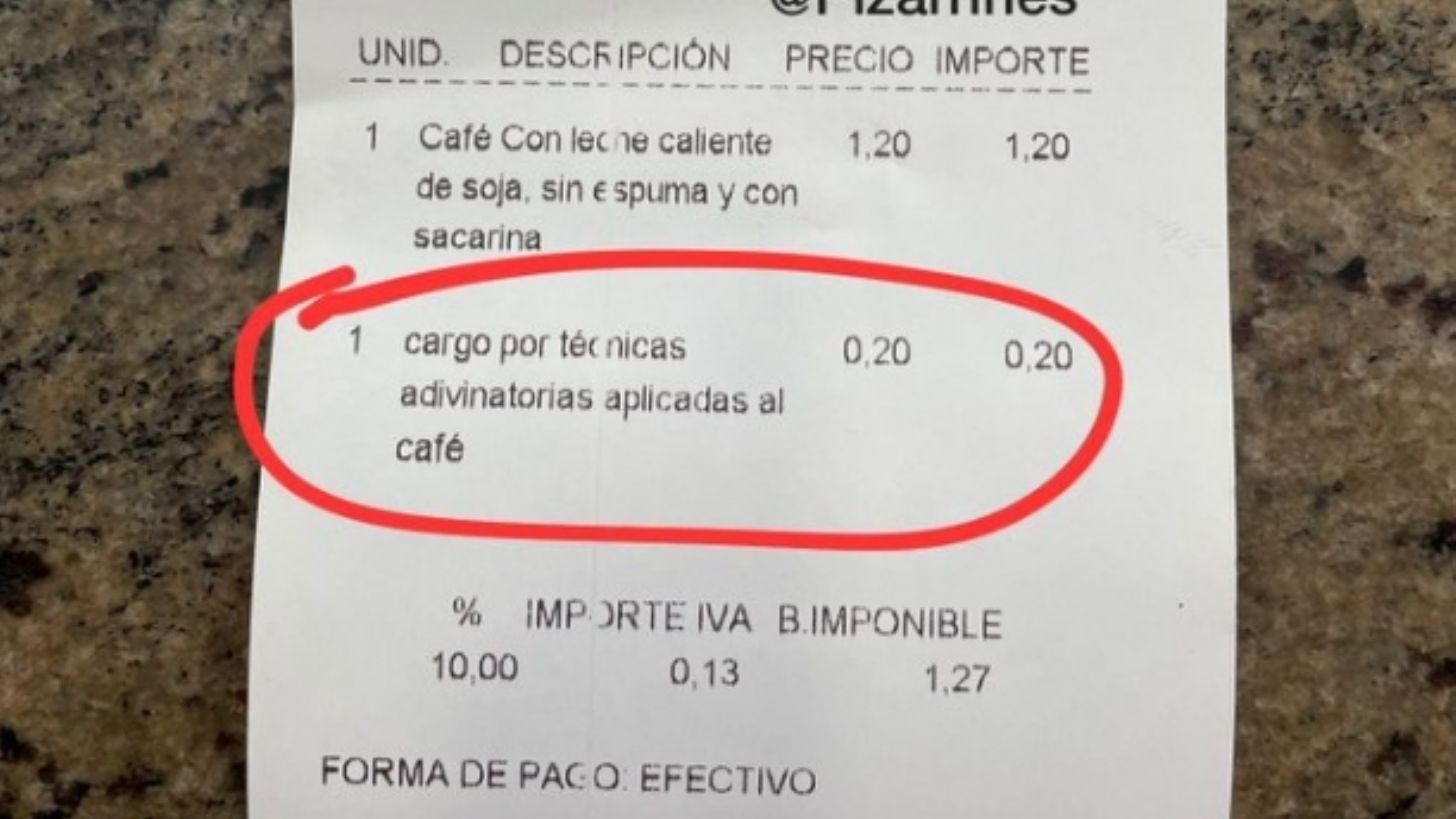 UNID. DESCRIPCIÓN PRECIO IMPORTE
1 Café Con leche caliente 1,20 1,20
de soja, sin espuma y con
sacarina
1 cargo por técnicas 0,20 0,20
adivinatorias aplicadas al
café
% IMPORTE IVA B.IMPONIBLE
10,00 0,13 1,27
FORMA DE PAGO: EFECTIVO